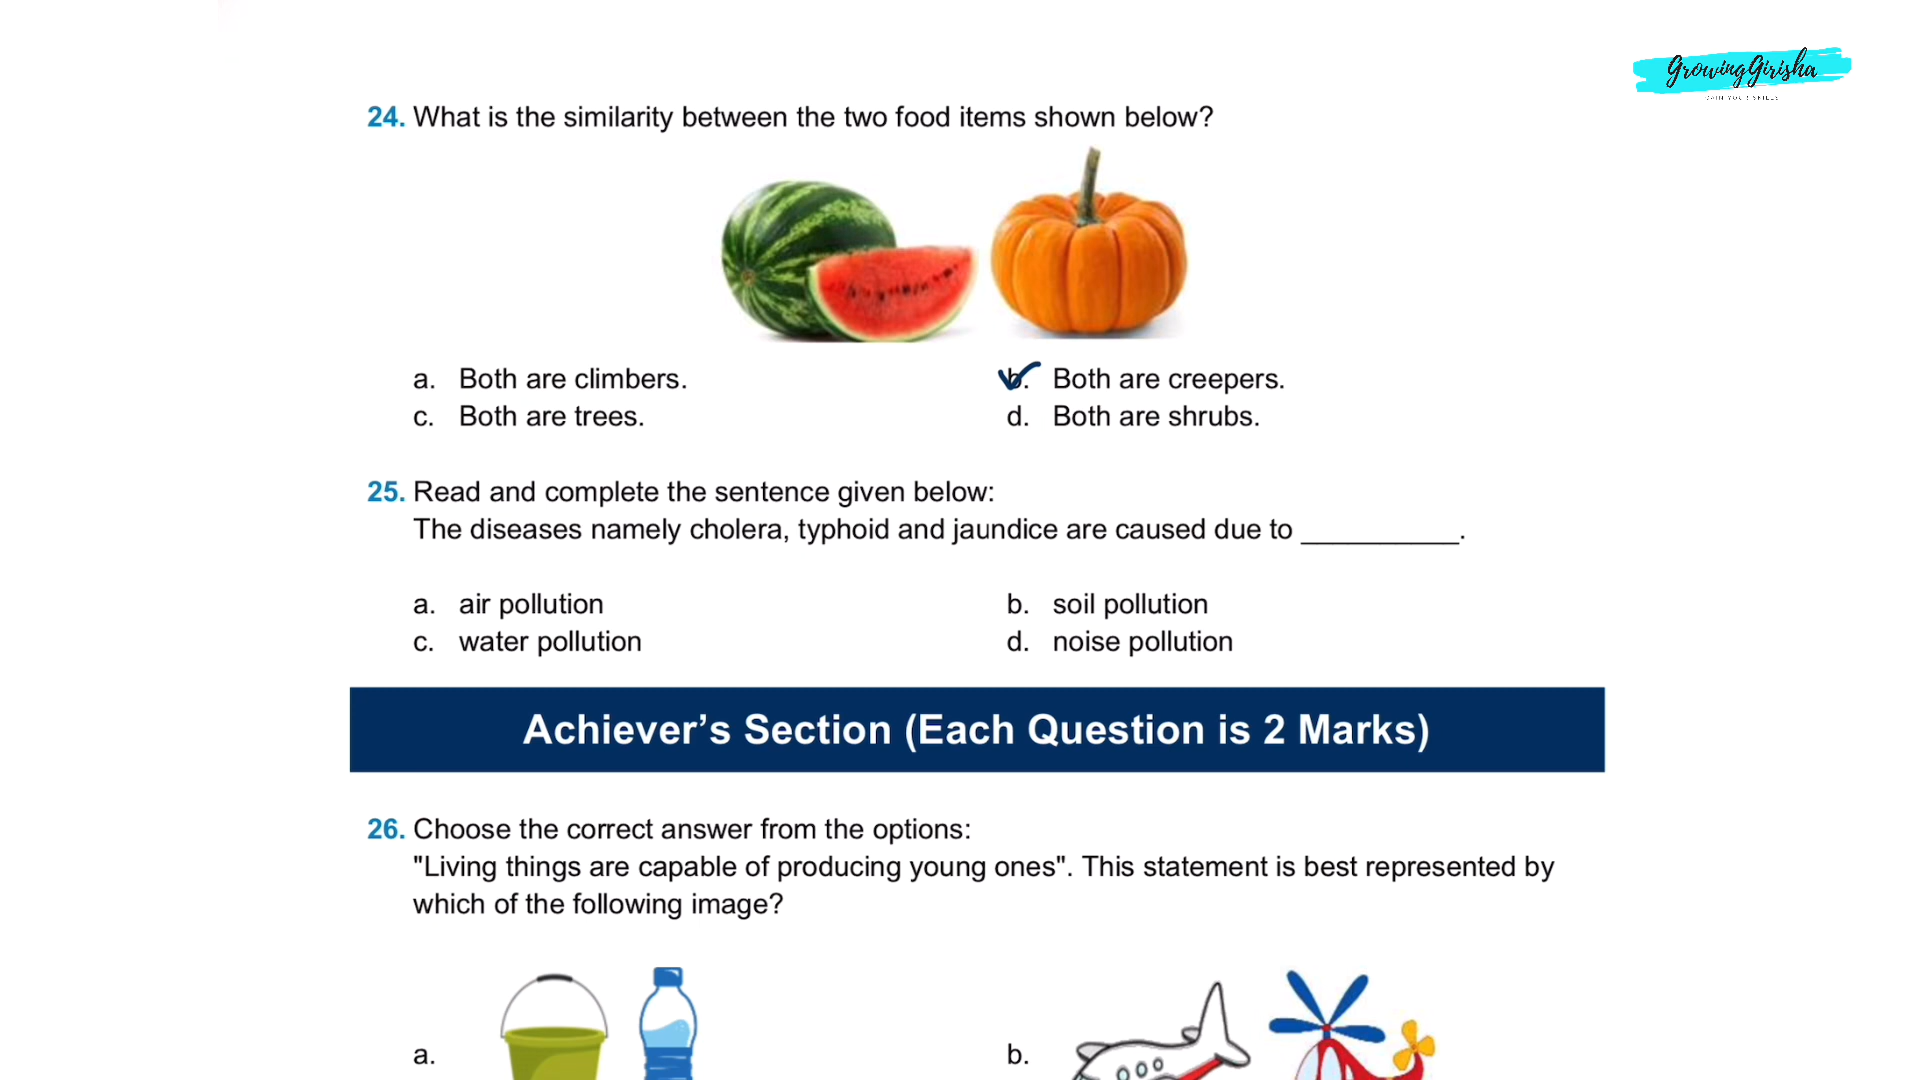 GrowingGirisha
24. What is the similarity between the two food items shown below?
a. Both are climbers.
b. Both are creepers.
c. Both are trees.
d. Both are shrubs.
25. Read and complete the sentence given below:
The diseases namely cholera, typhoid and jaundice are caused due to __________.
a. air pollution
b. soil pollution
c. water pollution
d. noise pollution
Achiever’s Section (Each Question is 2 Marks)
26. Choose the correct answer from the options:
"Living things are capable of producing young ones". This statement is best represented by
which of the following image?
a.
b.